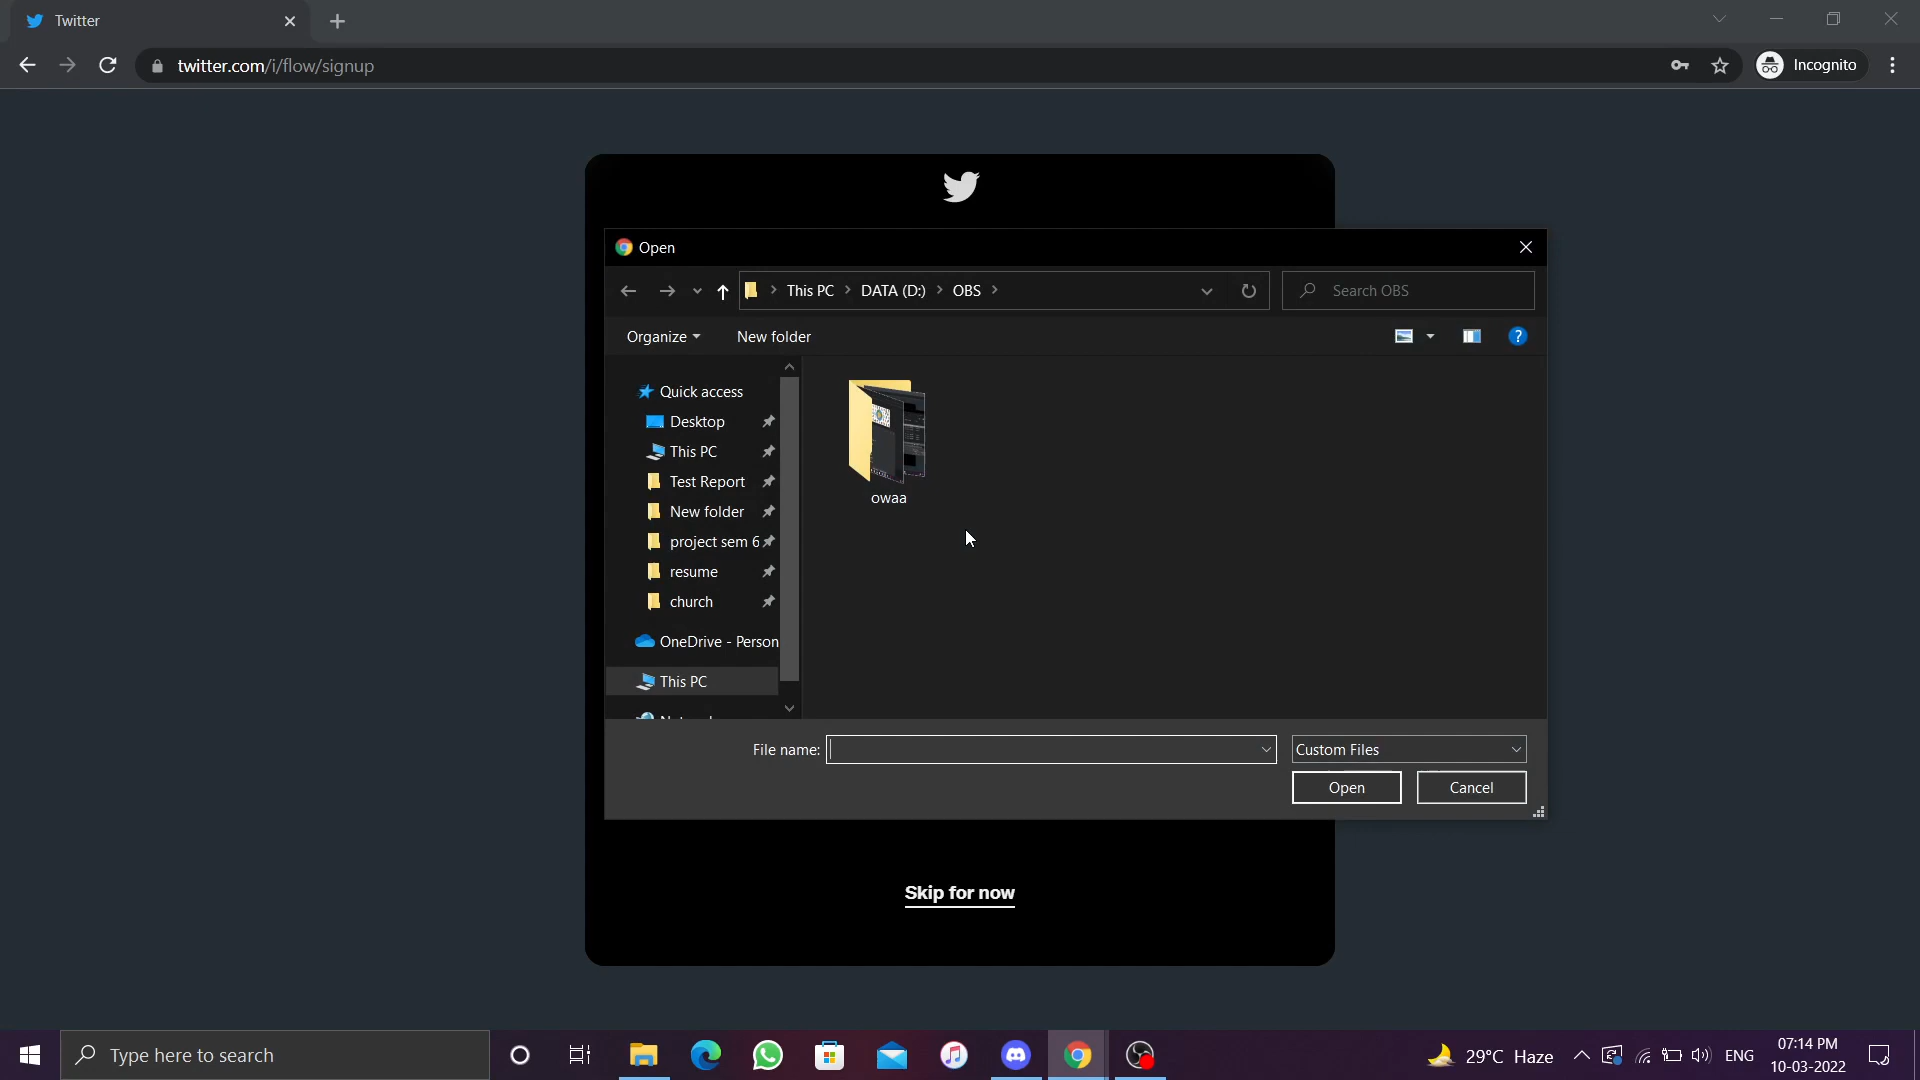 Twitter
twitter.com/i/flow/signup
Incognito
Open
This PC
DATA (D:)
OBS
Search OBS
Organize
New folder
Quick access
Desktop
This PC
Test Report
New folder
project sem 6
resume
church
OneDrive - Person
This PC
owaa
File name:
Custom Files
Open
Cancel
Skip for now
Type here to search
29°C Haze
ENG
07:14 PM
10-03-2022